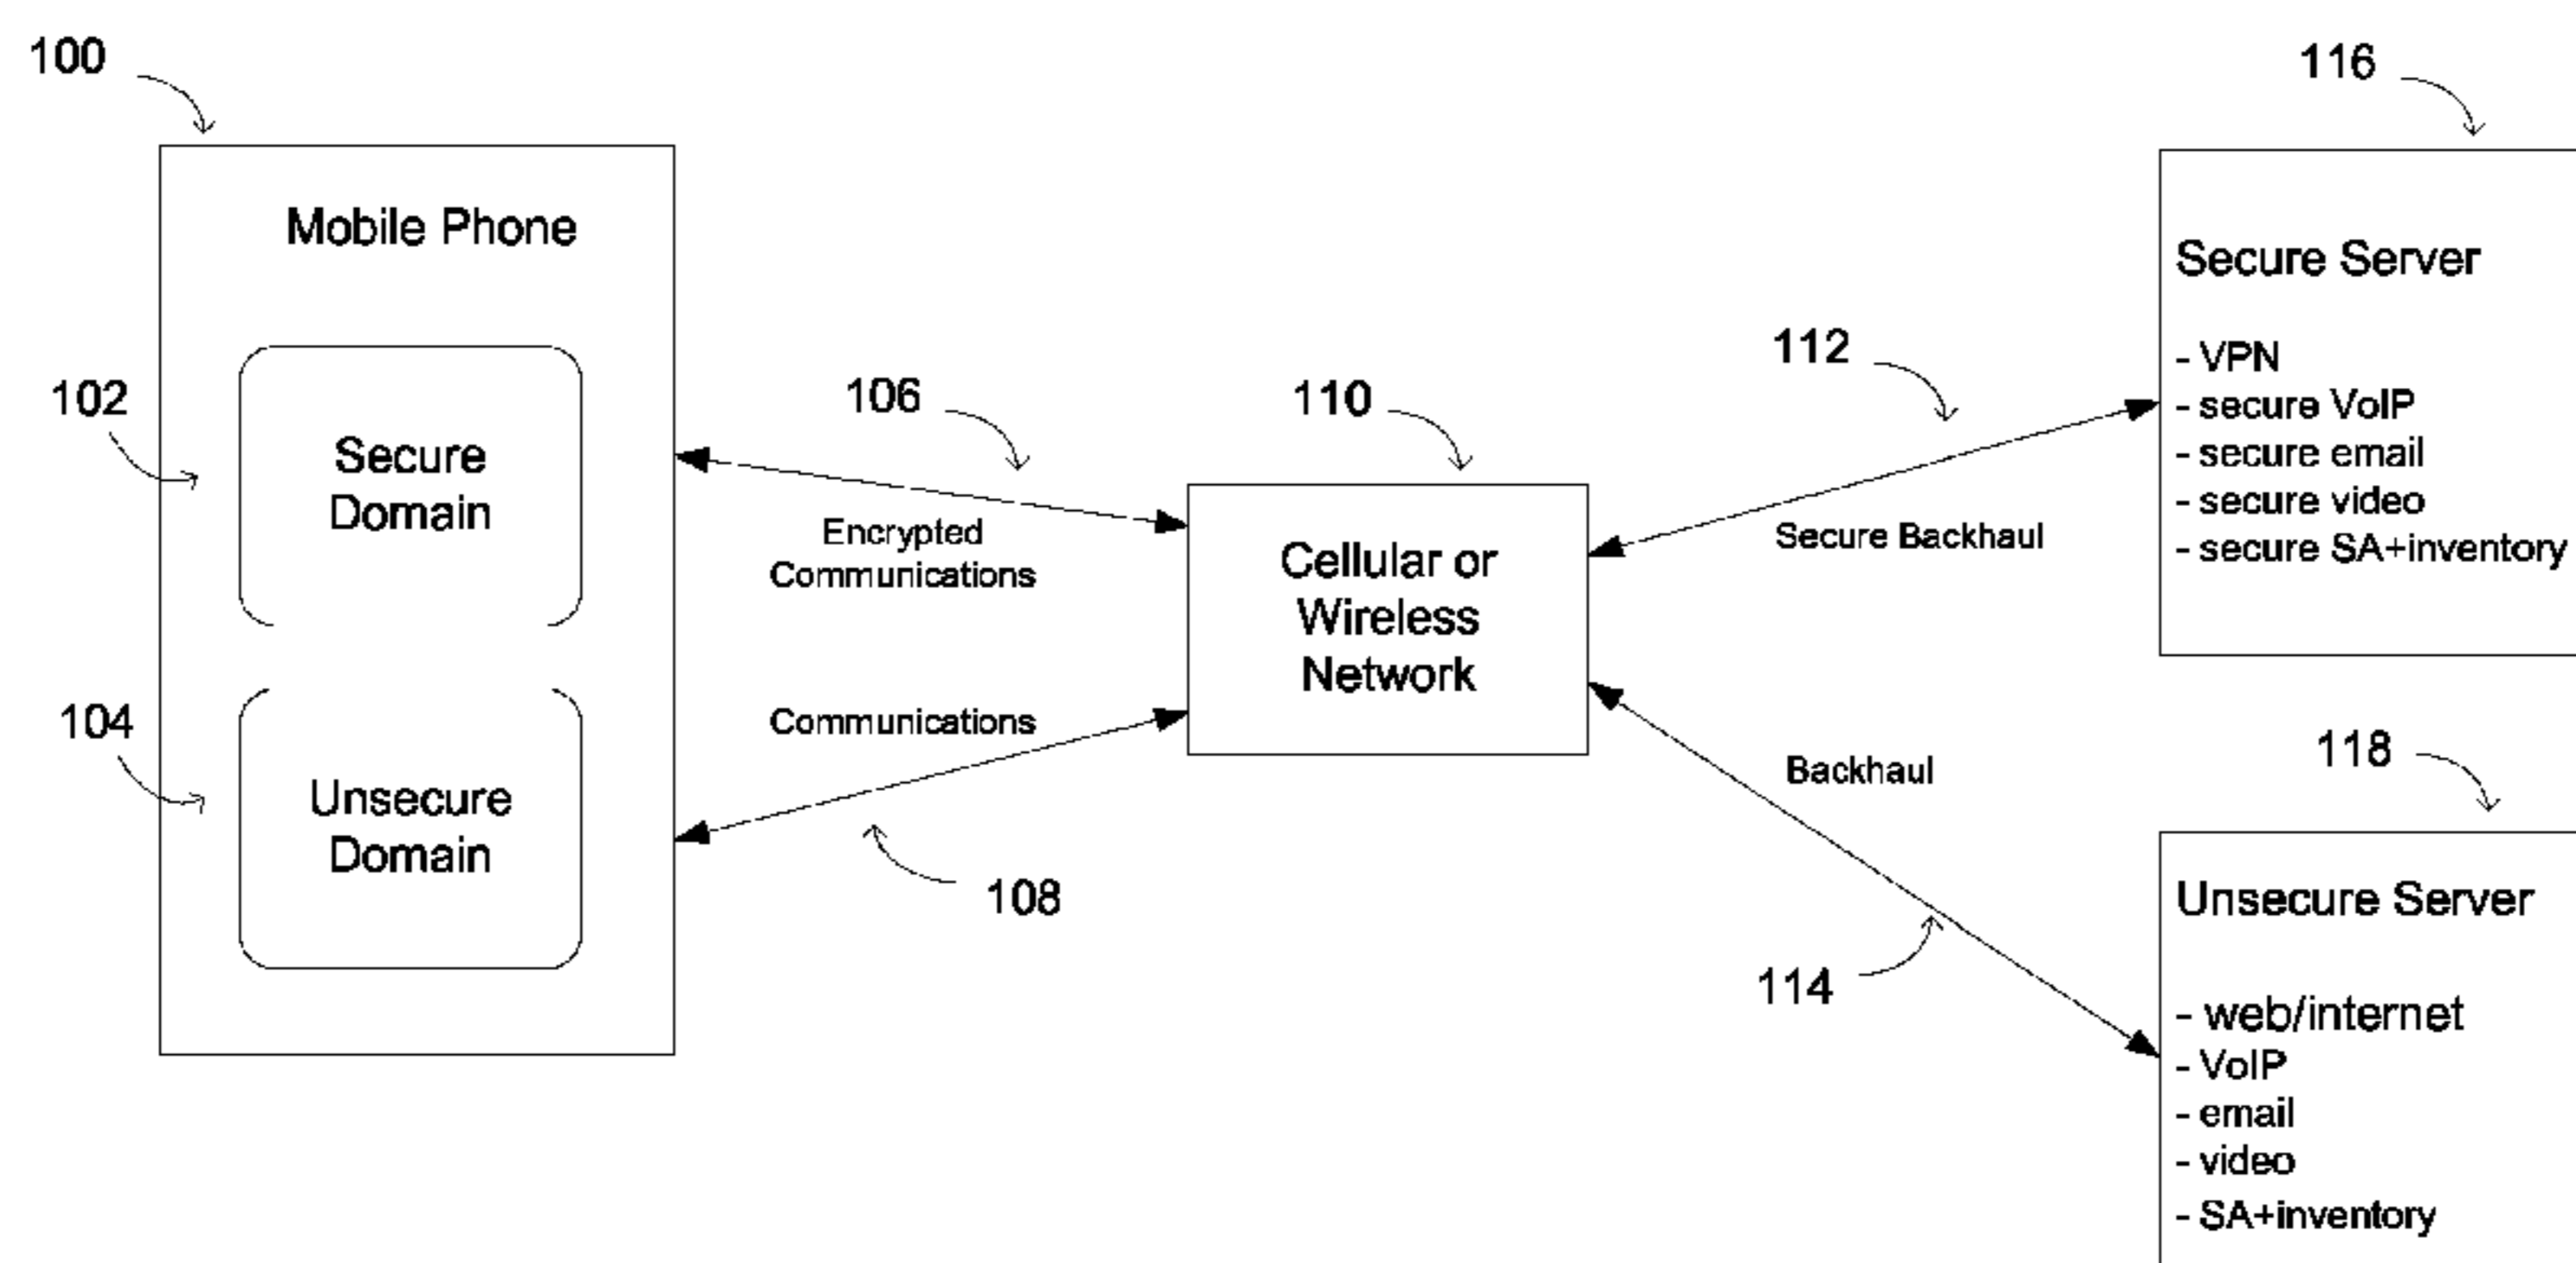 100
Mobile Phone
102
Secure
Domain
104
Unsecure
Domain
106
Encrypted
Communications
Communications
108
110
Cellular or
Wireless
Network
112
Secure Backhaul
Backhaul
114
116
Secure Server
- VPN
- secure VoIP
- secure email
- secure video
- secure SA+inventory
118
Unsecure Server
- web/internet
- VoIP
- email
- video
- SA+inventory